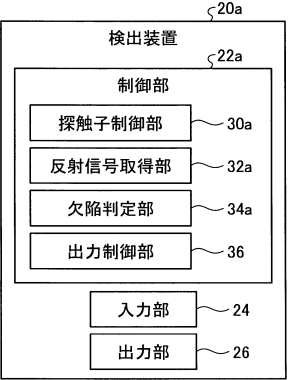 20a
検出装置
22a
制御部
探触子制御部 30a
反射信号取得部 32a
欠陥判定部 34a
出力制御部 36
入力部 24
出力部 26